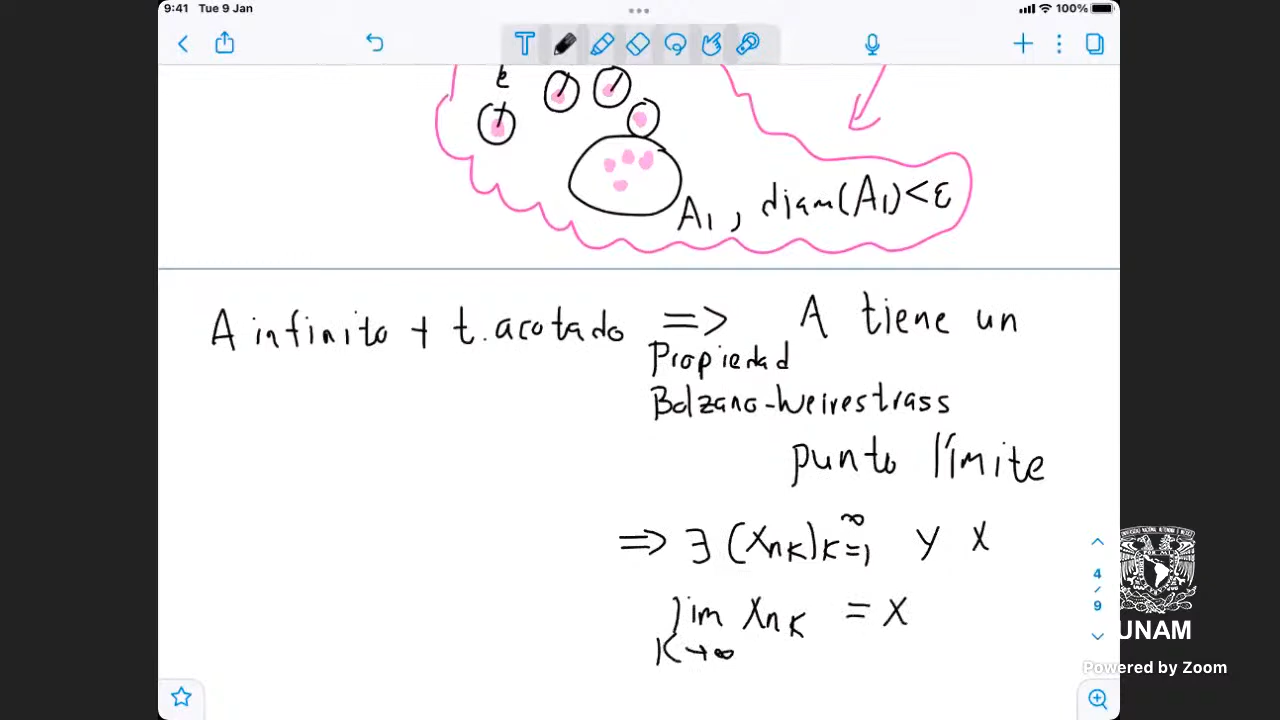 9:41 Tue 9 Jan
100%
ε
A₁, diam(A₁)<ε
A infinito + t. acotado => A tiene un
Propiedad
Bolzano-Weirestrass
punto límite
=> ∃ (xₙₖ)ₖ₌₁^∞ y x
lim xₙₖ = x
K→∞
4
/
9
UNAM
Powered by Zoom